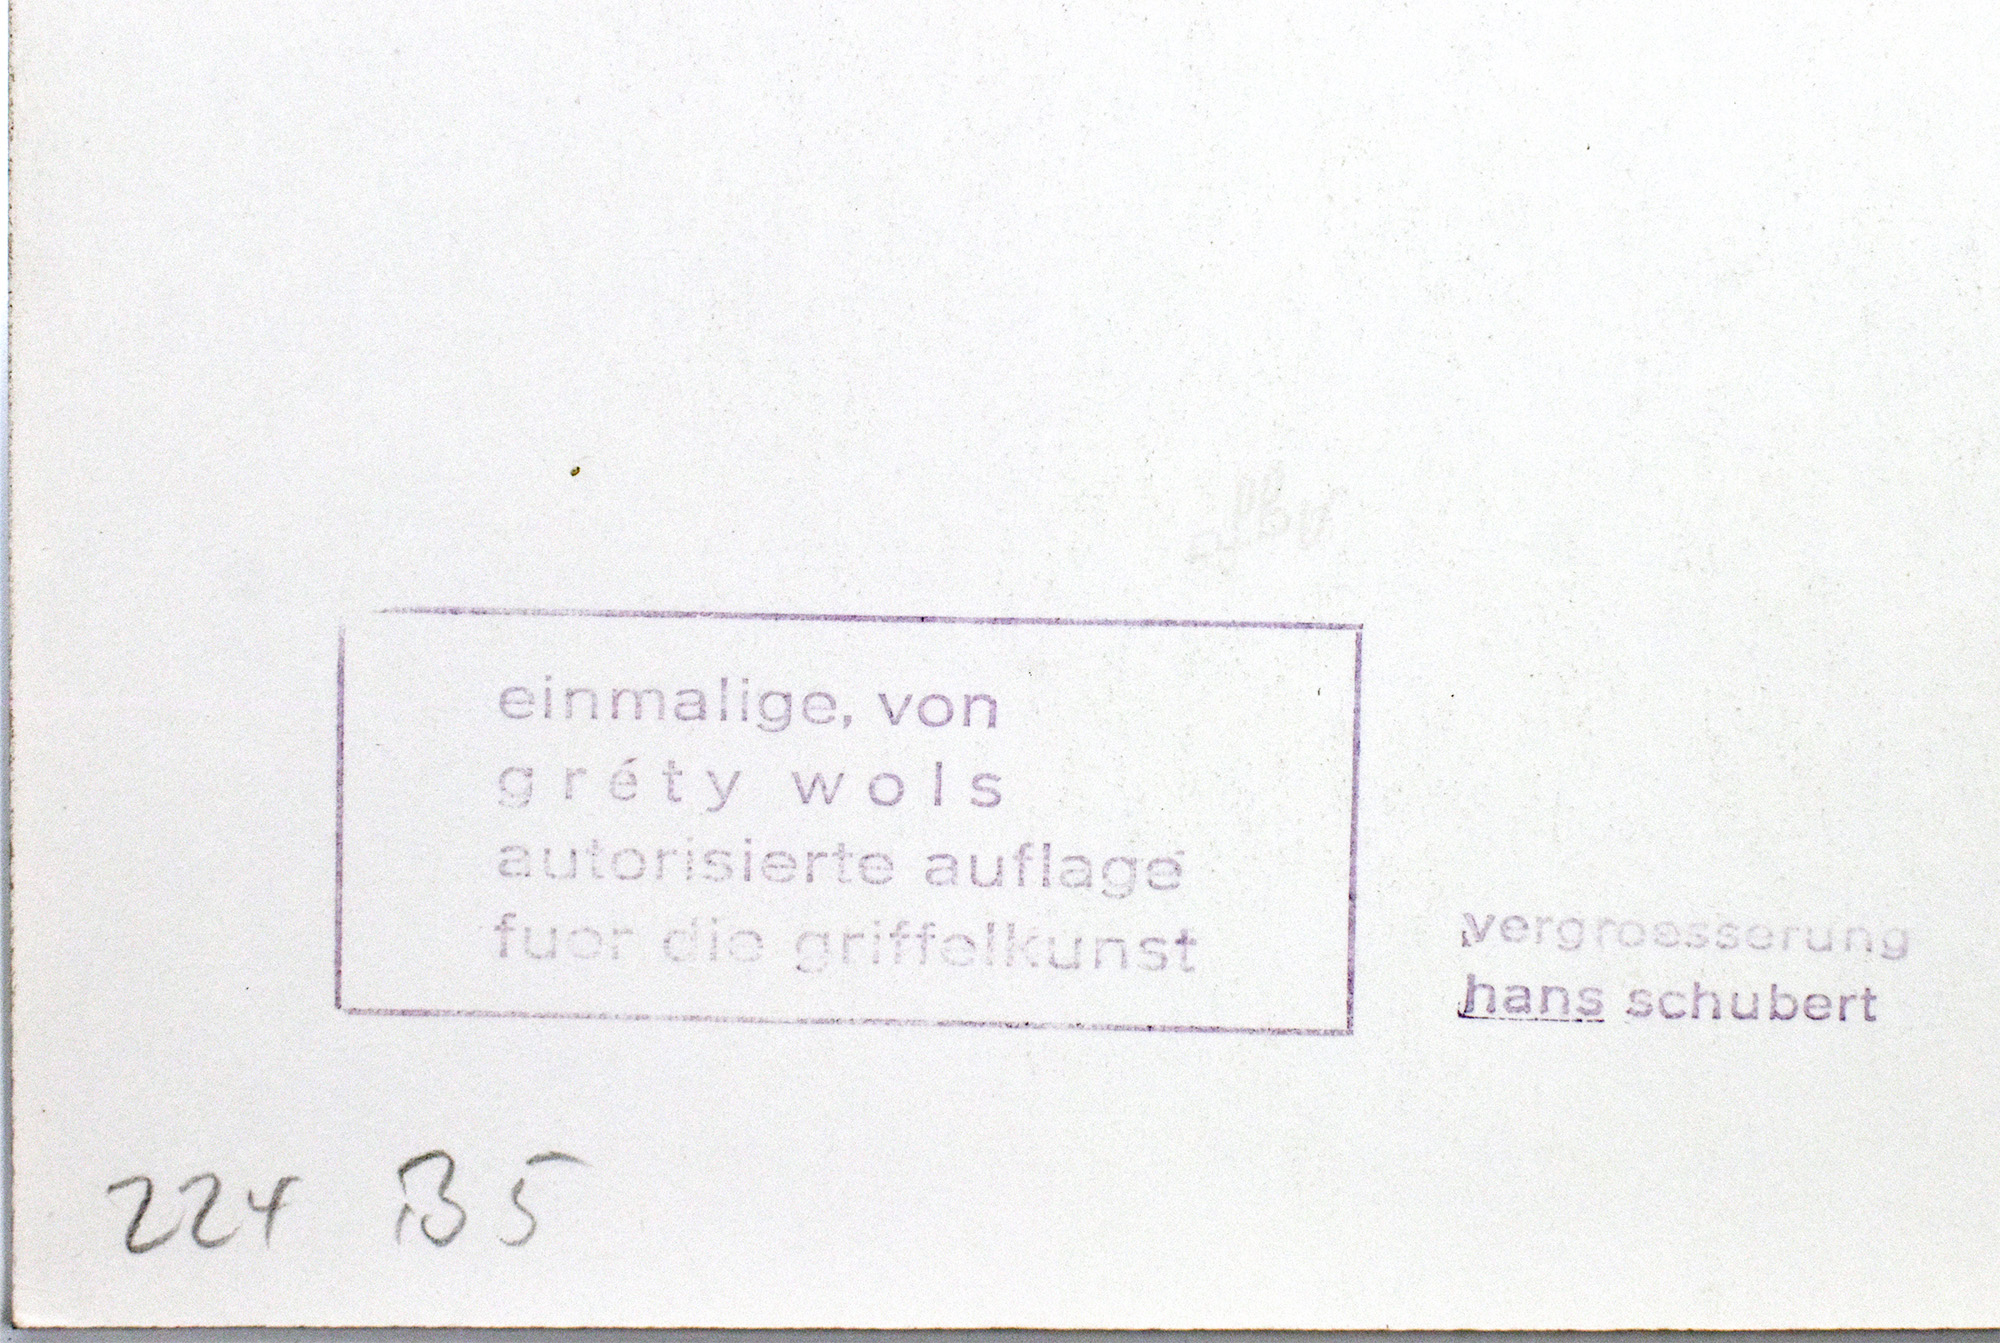 einmalige, von
gréty wols
autorisierte auflage
fuer die griffelkunst
vergroesserung
hans schubert
224 B5